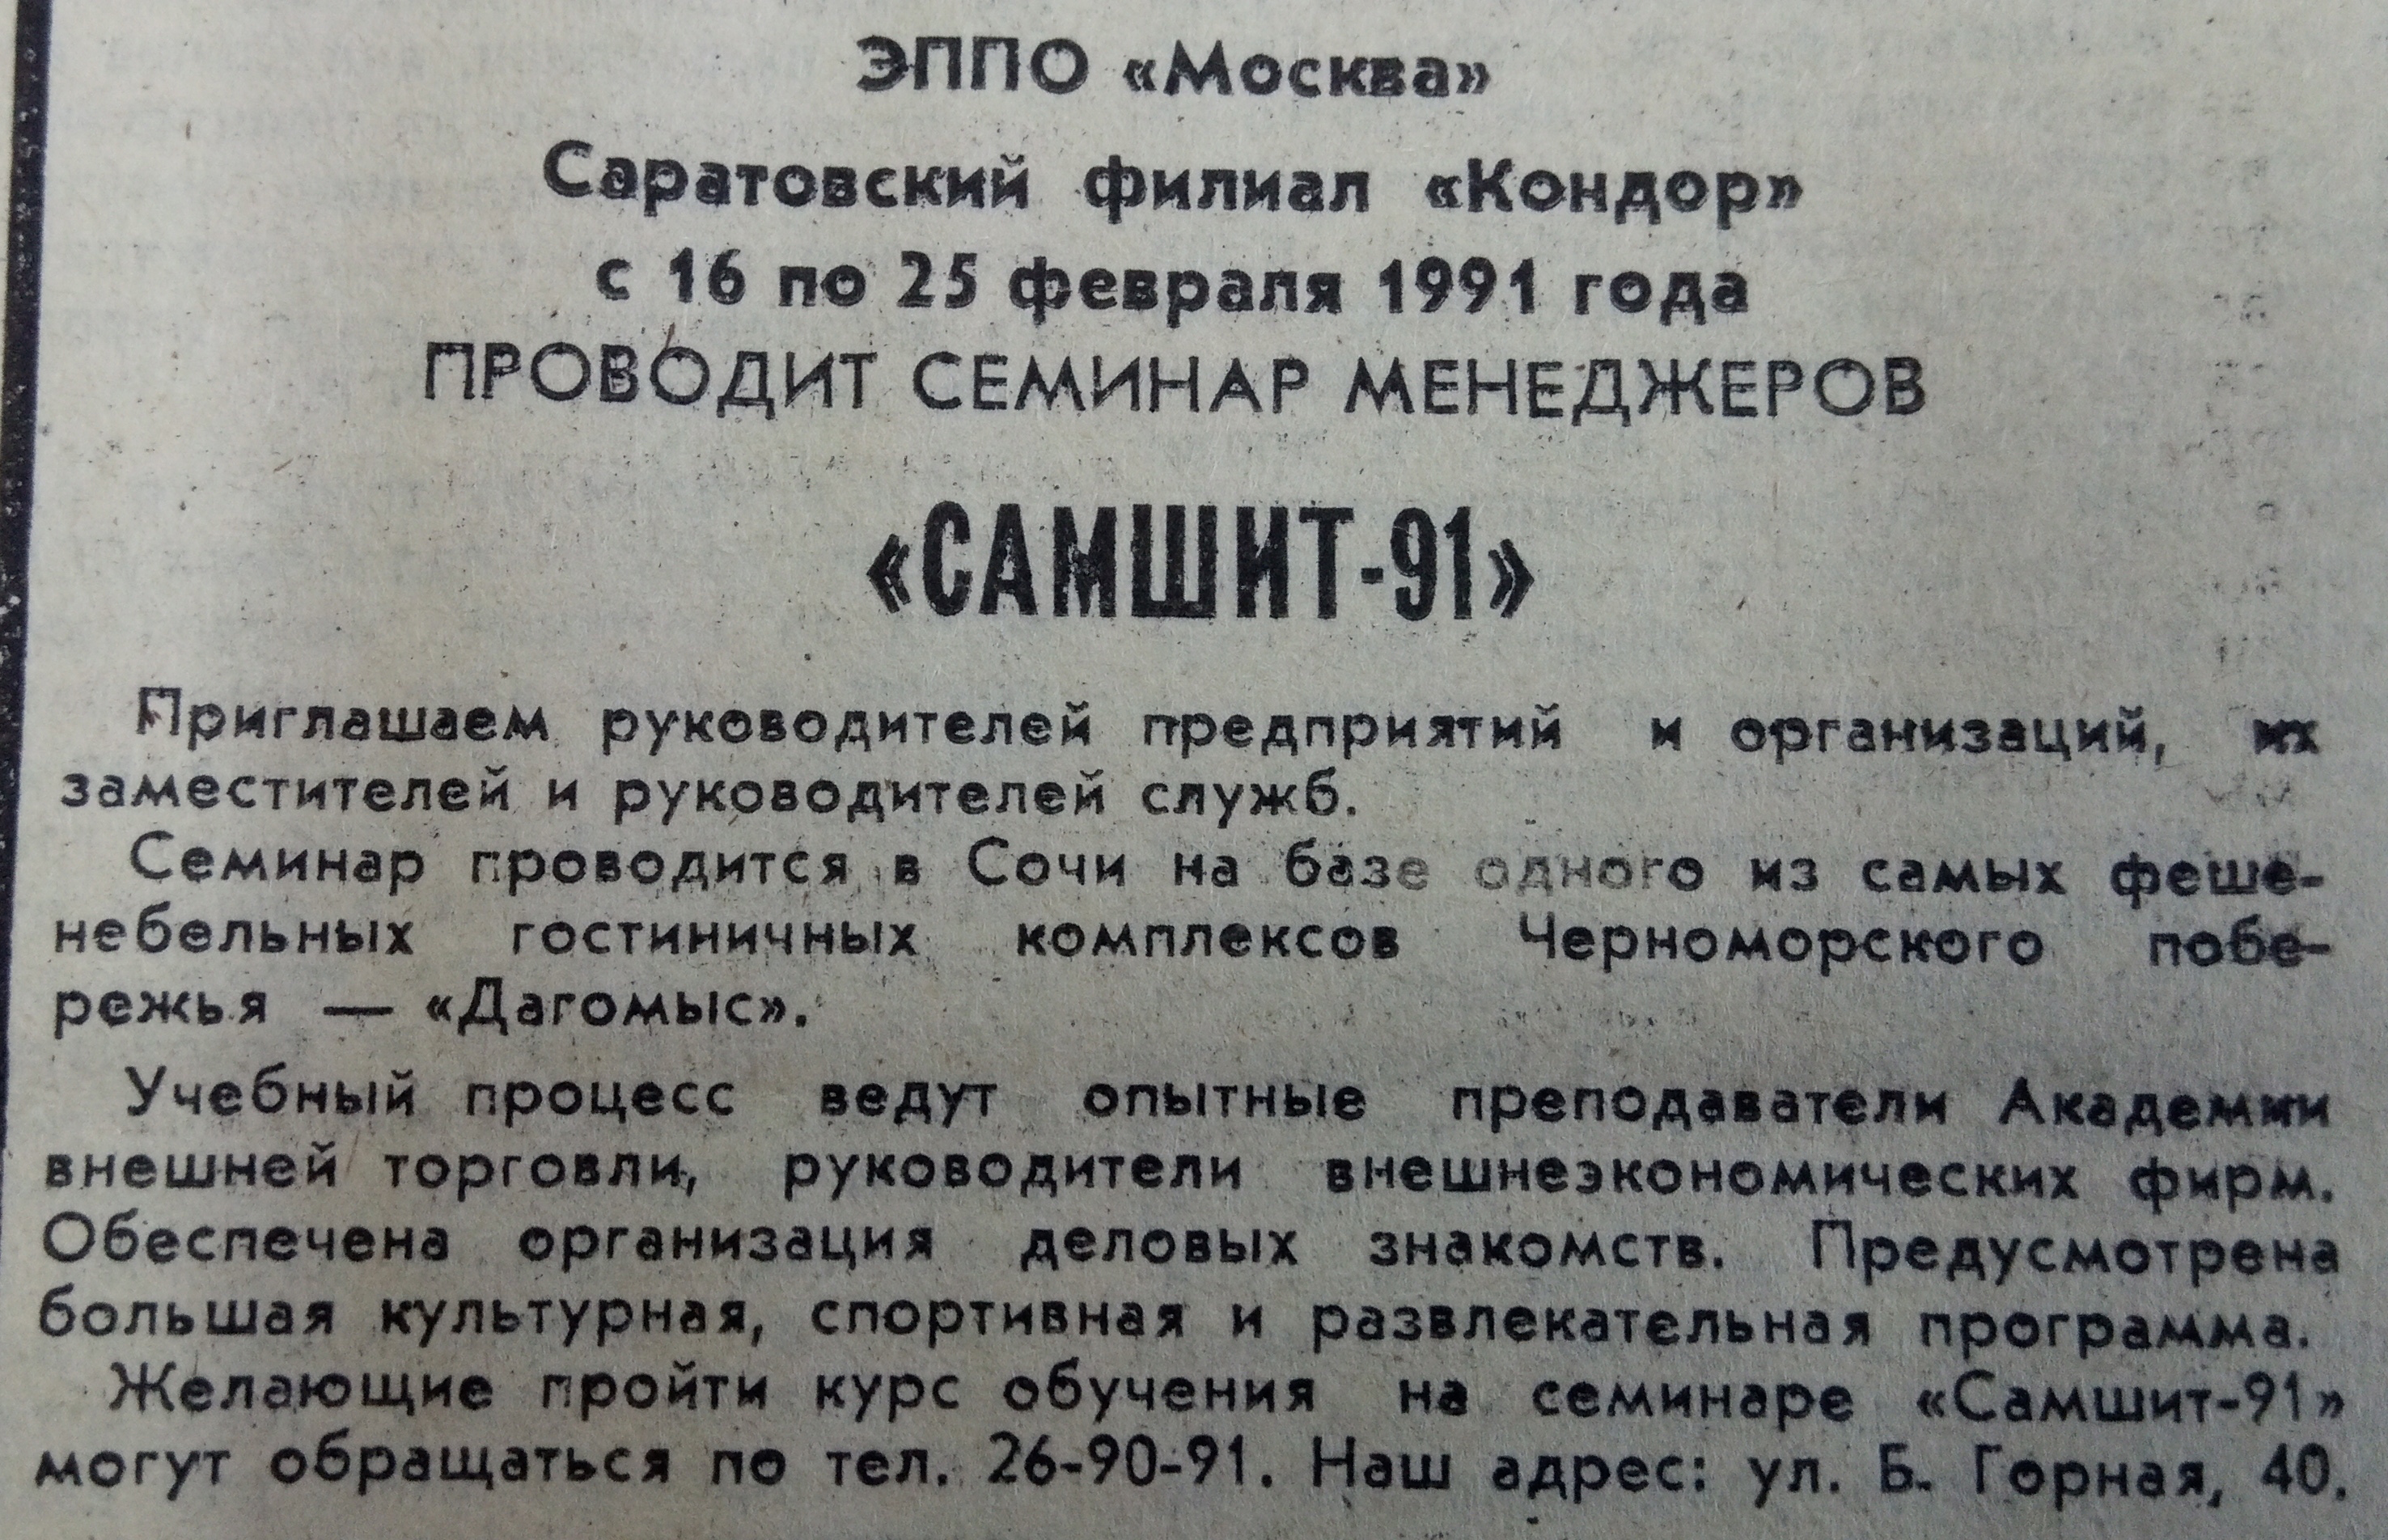 ЭППО «Москва»
Саратовский филиал «Кондор»
с 16 по 25 февраля 1991 года
ПРОВОДИТ СЕМИНАР МЕНЕДЖЕРОВ
«САМШИТ-91»
Приглашаем руководителей предприятий и организаций, их
заместителей и руководителей служб.
Семинар проводится в Сочи на базе одного из самых феше-
небельных гостиничных комплексов Черноморского побе-
режья — «Дагомыс».
Учебный процесс ведут опытные преподаватели Академии
внешней торговли, руководители внешнеэкономических фирм.
Обеспечена организация деловых знакомств. Предусмотрена
большая культурная, спортивная и развлекательная программа.
Желающие пройти курс обучения на семинаре «Самшит-91»
могут обращаться по тел. 26-90-91. Наш адрес: ул. Б. Горная, 40.